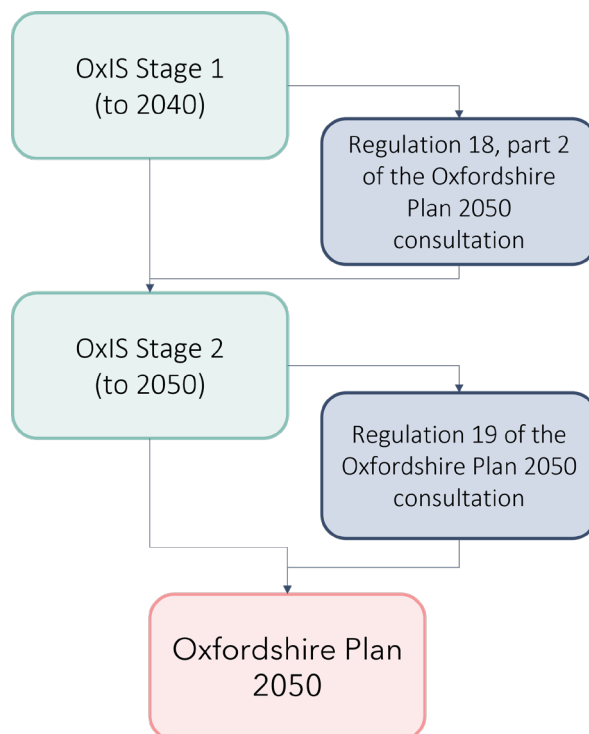 OxIS Stage 1
(to 2040)
Regulation 18, part 2
of the Oxfordshire
Plan 2050
consultation
OxIS Stage 2
(to 2050)
Regulation 19 of the
Oxfordshire Plan 2050
consultation
Oxfordshire Plan
2050